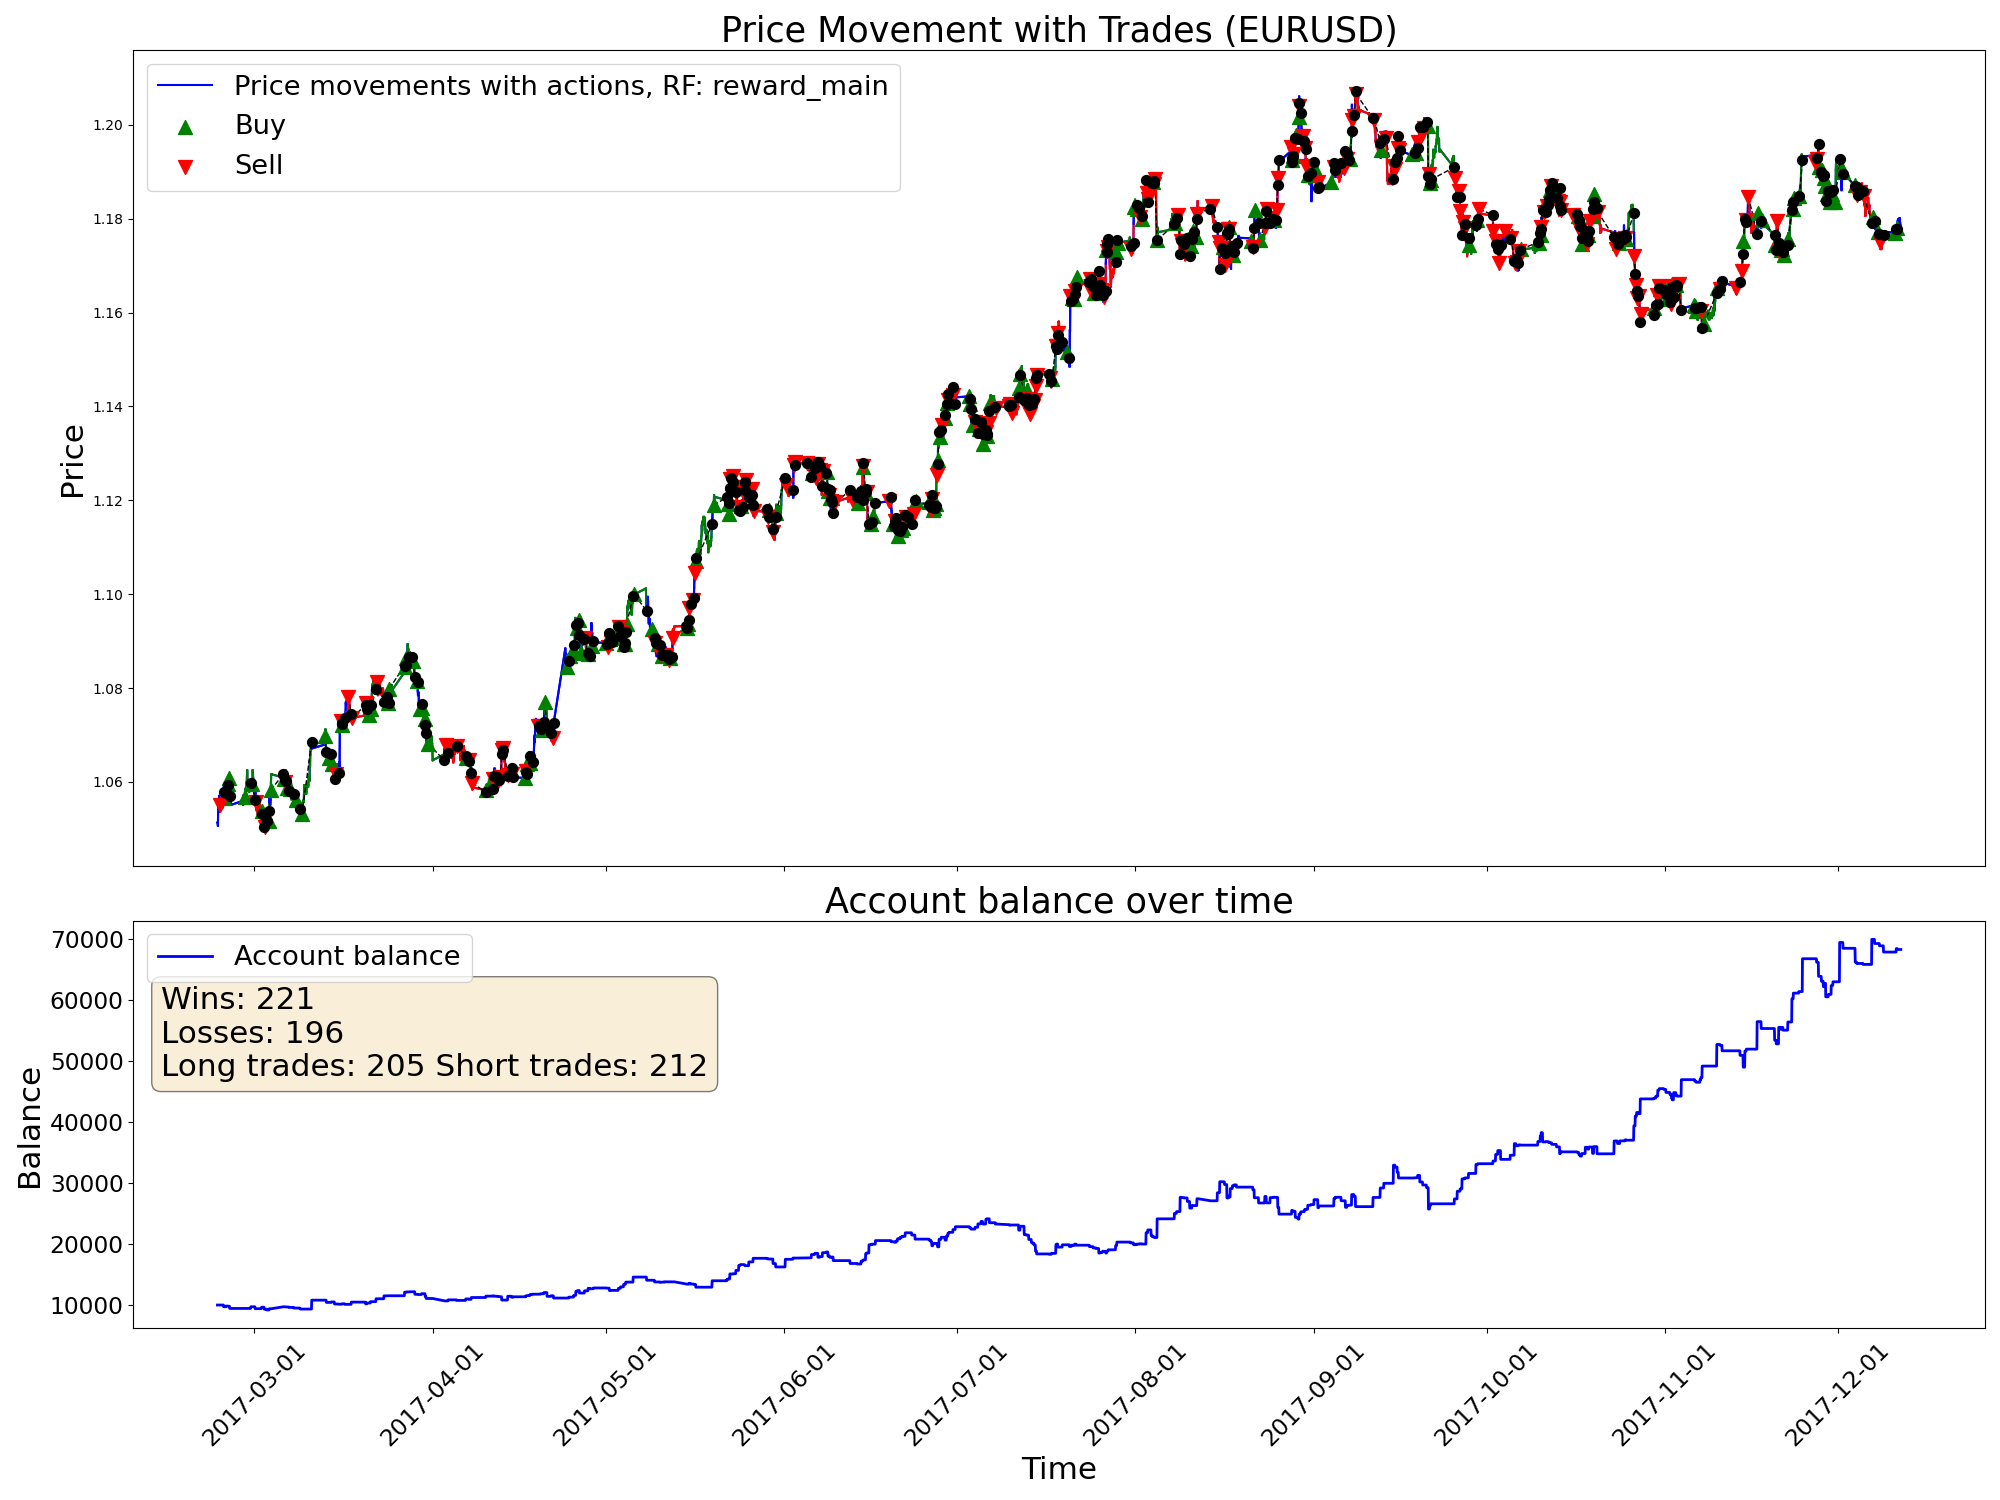 Price Movement with Trades (EURUSD)
Price movements with actions, RF: reward_main
Buy
Sell
1.20
1.18
1.16
1.14
1.12
1.10
1.08
1.06
Price
Account balance over time
Account balance
Wins: 221
Losses: 196
Long trades: 205 Short trades: 212
70000
60000
50000
40000
30000
20000
10000
Balance
2017-03-01
2017-04-01
2017-05-01
2017-06-01
2017-07-01
2017-08-01
2017-09-01
2017-10-01
2017-11-01
2017-12-01
Time